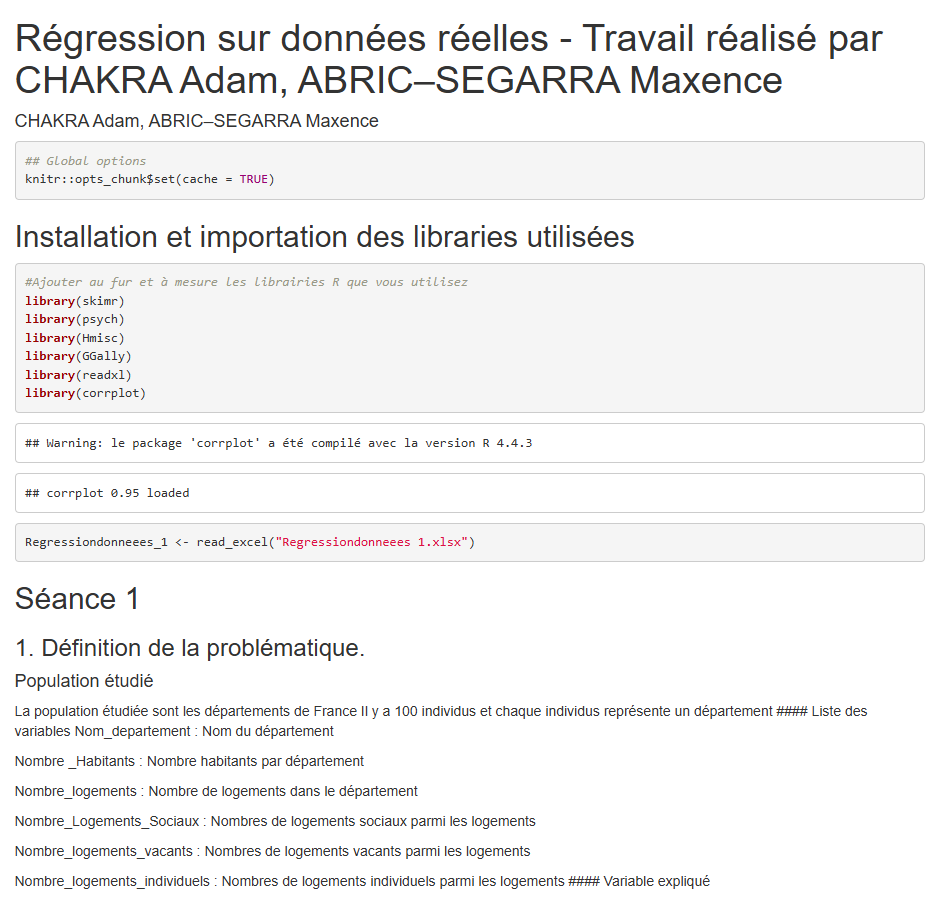 Régression sur données réelles - Travail réalisé par
CHAKRA Adam, ABRIC–SEGARRA Maxence
CHAKRA Adam, ABRIC–SEGARRA Maxence
## Global options
knitr::opts_chunk$set(cache = TRUE)
Installation et importation des libraries utilisées
#Ajouter au fur et à mesure les librairies R que vous utilisez
library(skimr)
library(psych)
library(Hmisc)
library(GGally)
library(readxl)
library(corrplot)
## Warning: le package 'corrplot' a été compilé avec la version R 4.4.3
## corrplot 0.95 loaded
Regressiondonneees_1 <- read_excel("Regressiondonneees 1.xlsx")
Séance 1
1. Définition de la problématique.
Population étudié
La population étudiée sont les départements de France Il y a 100 individus et chaque individus représente un département #### Liste des
variables Nom_departement : Nom du département
Nombre _Habitants : Nombre habitants par département
Nombre_logements : Nombre de logements dans le département
Nombre_Logements_Sociaux : Nombres de logements sociaux parmi les logements
Nombre_logements_vacants : Nombres de logements vacants parmi les logements
Nombre_logements_individuels : Nombres de logements individuels parmi les logements #### Variable expliqué